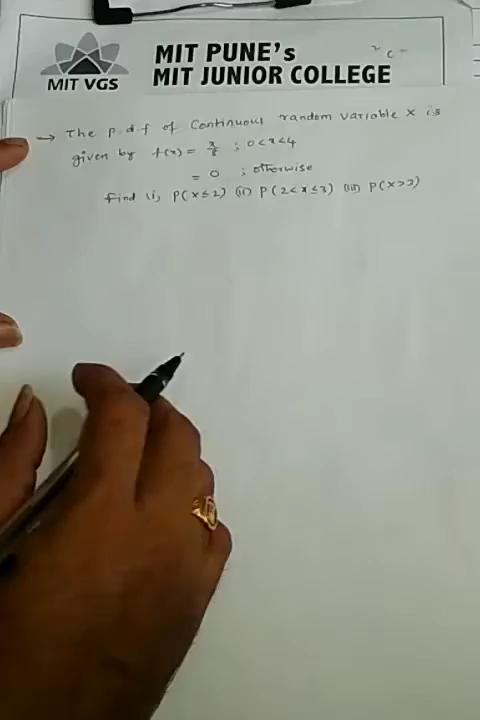 MIT PUNE's
MIT JUNIOR COLLEGE
MIT VGS
→ The p.d.f of Continuous random variable X is
given by f(x) = x/8 ; 0<x<4
= 0 ; otherwise
find (i) P(x≤2) (ii) P(2<x≤3) (iii) P(x>3)